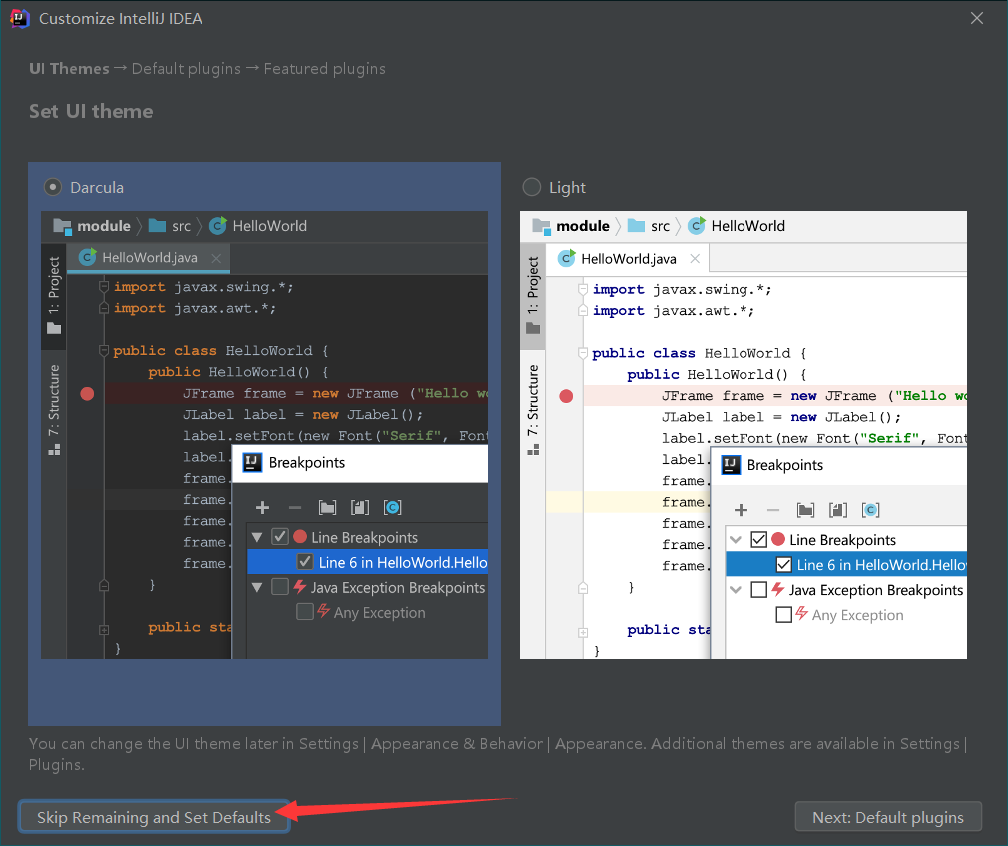 Customize IntelliJ IDEA
UI Themes → Default plugins → Featured plugins
Set UI theme
Darcula
module
src
HelloWorld
HelloWorld.java
1: Project
7: Structure
import javax.swing.*;
import javax.awt.*;
public class HelloWorld {
public HelloWorld() {
JFrame frame = new JFrame ("Hello wo
JLabel label = new JLabel();
label.setFont(new Font("Serif", Font
label.
frame.
frame.
frame.
frame.
frame.
}
public sta
}
IJ Breakpoints
Line Breakpoints
Line 6 in HelloWorld.Hello
Java Exception Breakpoints
Any Exception
Light
module
src
HellcWorld
HelloWorld.java
1: Project
7: Structure
import javax.swing.*;
import javax.awt.*;
public class HelloWorld {
public HelloWorld() {
JFrame frame = new JFrame ("Hello wo
JLabel label = new JLabel();
label.setFont(new Font("Serif", Font
label.
frame.
frame.
frame.
frame.
frame.
}
public sta
}
IJ Breakpoints
Line Breakpoints
Line 6 in HelloWorld.Hello
Java Exception Breakpoints
Any Exception
You can change the UI theme later in Settings | Appearance & Behavior | Appearance. Additional themes are available in Settings |
Plugins.
Skip Remaining and Set Defaults
Next: Default plugins